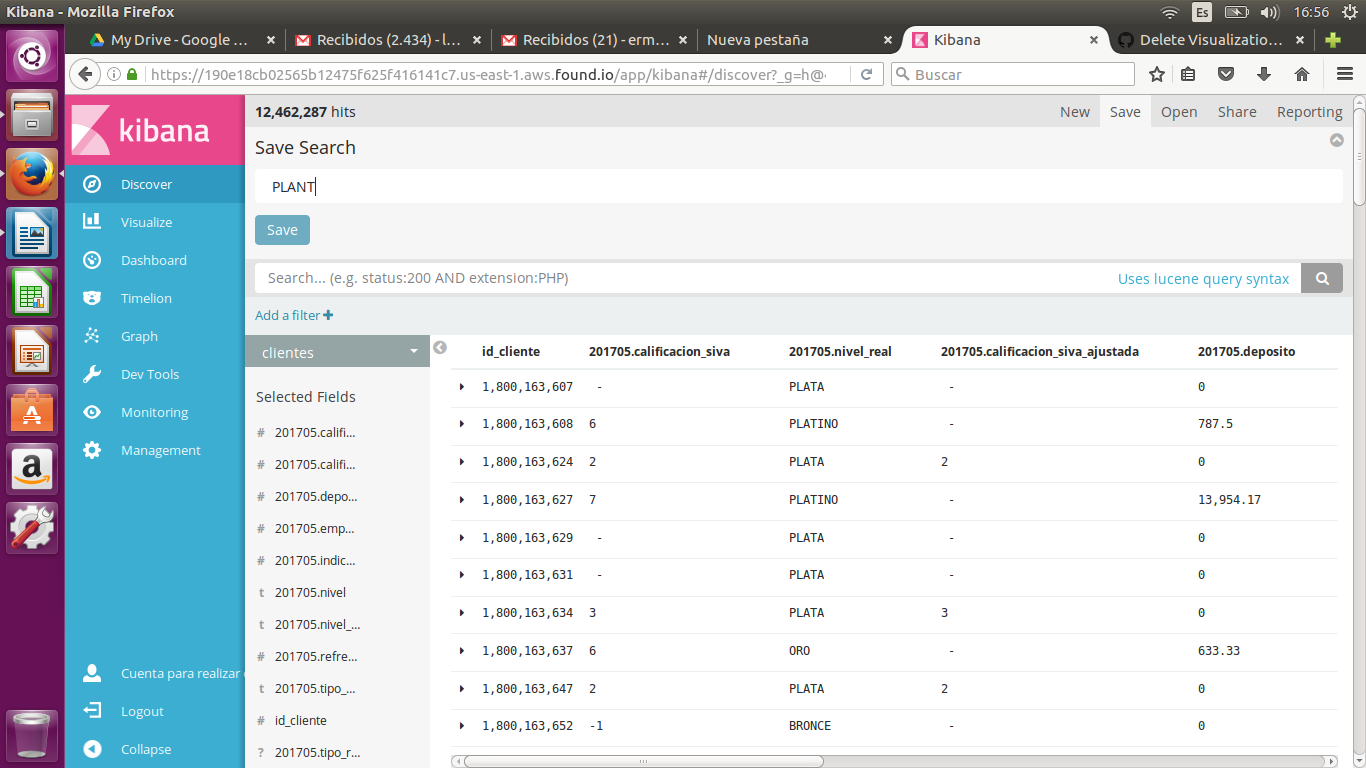 Kibana - Mozilla Firefox
Es
16:56
My Drive - Google ...
Recibidos (2.434) - l...
Recibidos (21) - erm...
Nueva pestaña
Kibana
Delete Visualizatio...
https://190e18cb02565b12475f625f416141c7.us-east-1.aws.found.io/app/kibana#/discover?_g=h@
Buscar
kibana
12,462,287 hits
New
Save
Open
Share
Reporting
Save Search
PLANT
Save
Search... (e.g. status:200 AND extension:PHP)
Uses lucene query syntax
Add a filter +
Discover
Visualize
Dashboard
Timelion
Graph
Dev Tools
Monitoring
Management
Cuenta para realizar
Logout
Collapse
clientes
Selected Fields
# 201705.califi...
# 201705.califi...
# 201705.depo...
# 201705.emp...
# 201705.indic...
t 201705.nivel
t 201705.nivel_...
# 201705.refre...
t 201705.tipo_...
# id_cliente
? 201705.tipo_r...
id_cliente 201705.calificacion_siva 201705.nivel_real 201705.calificacion_siva_ajustada 201705.deposito
1,800,163,607 - PLATA - 0
1,800,163,608 6 PLATINO - 787.5
1,800,163,624 2 PLATA 2 0
1,800,163,627 7 PLATINO - 13,954.17
1,800,163,629 - PLATA - 0
1,800,163,631 - PLATA - 0
1,800,163,634 3 PLATA 3 0
1,800,163,637 6 ORO - 633.33
1,800,163,647 2 PLATA 2 0
1,800,163,652 -1 BRONCE - 0